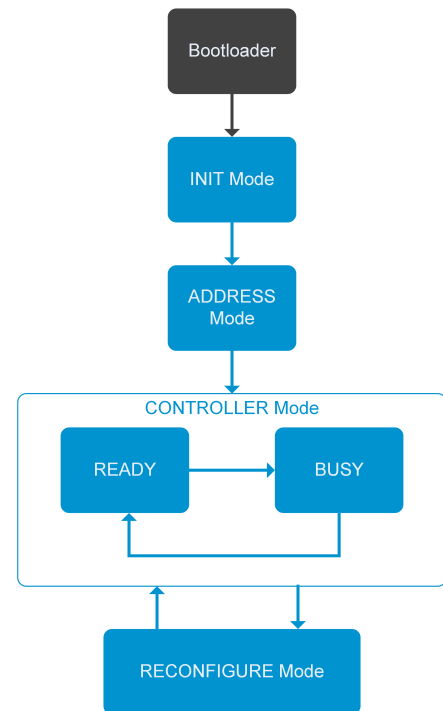 Bootloader
INIT Mode
ADDRESS
Mode
CONTROLLER Mode
READY
BUSY
RECONFIGURE Mode